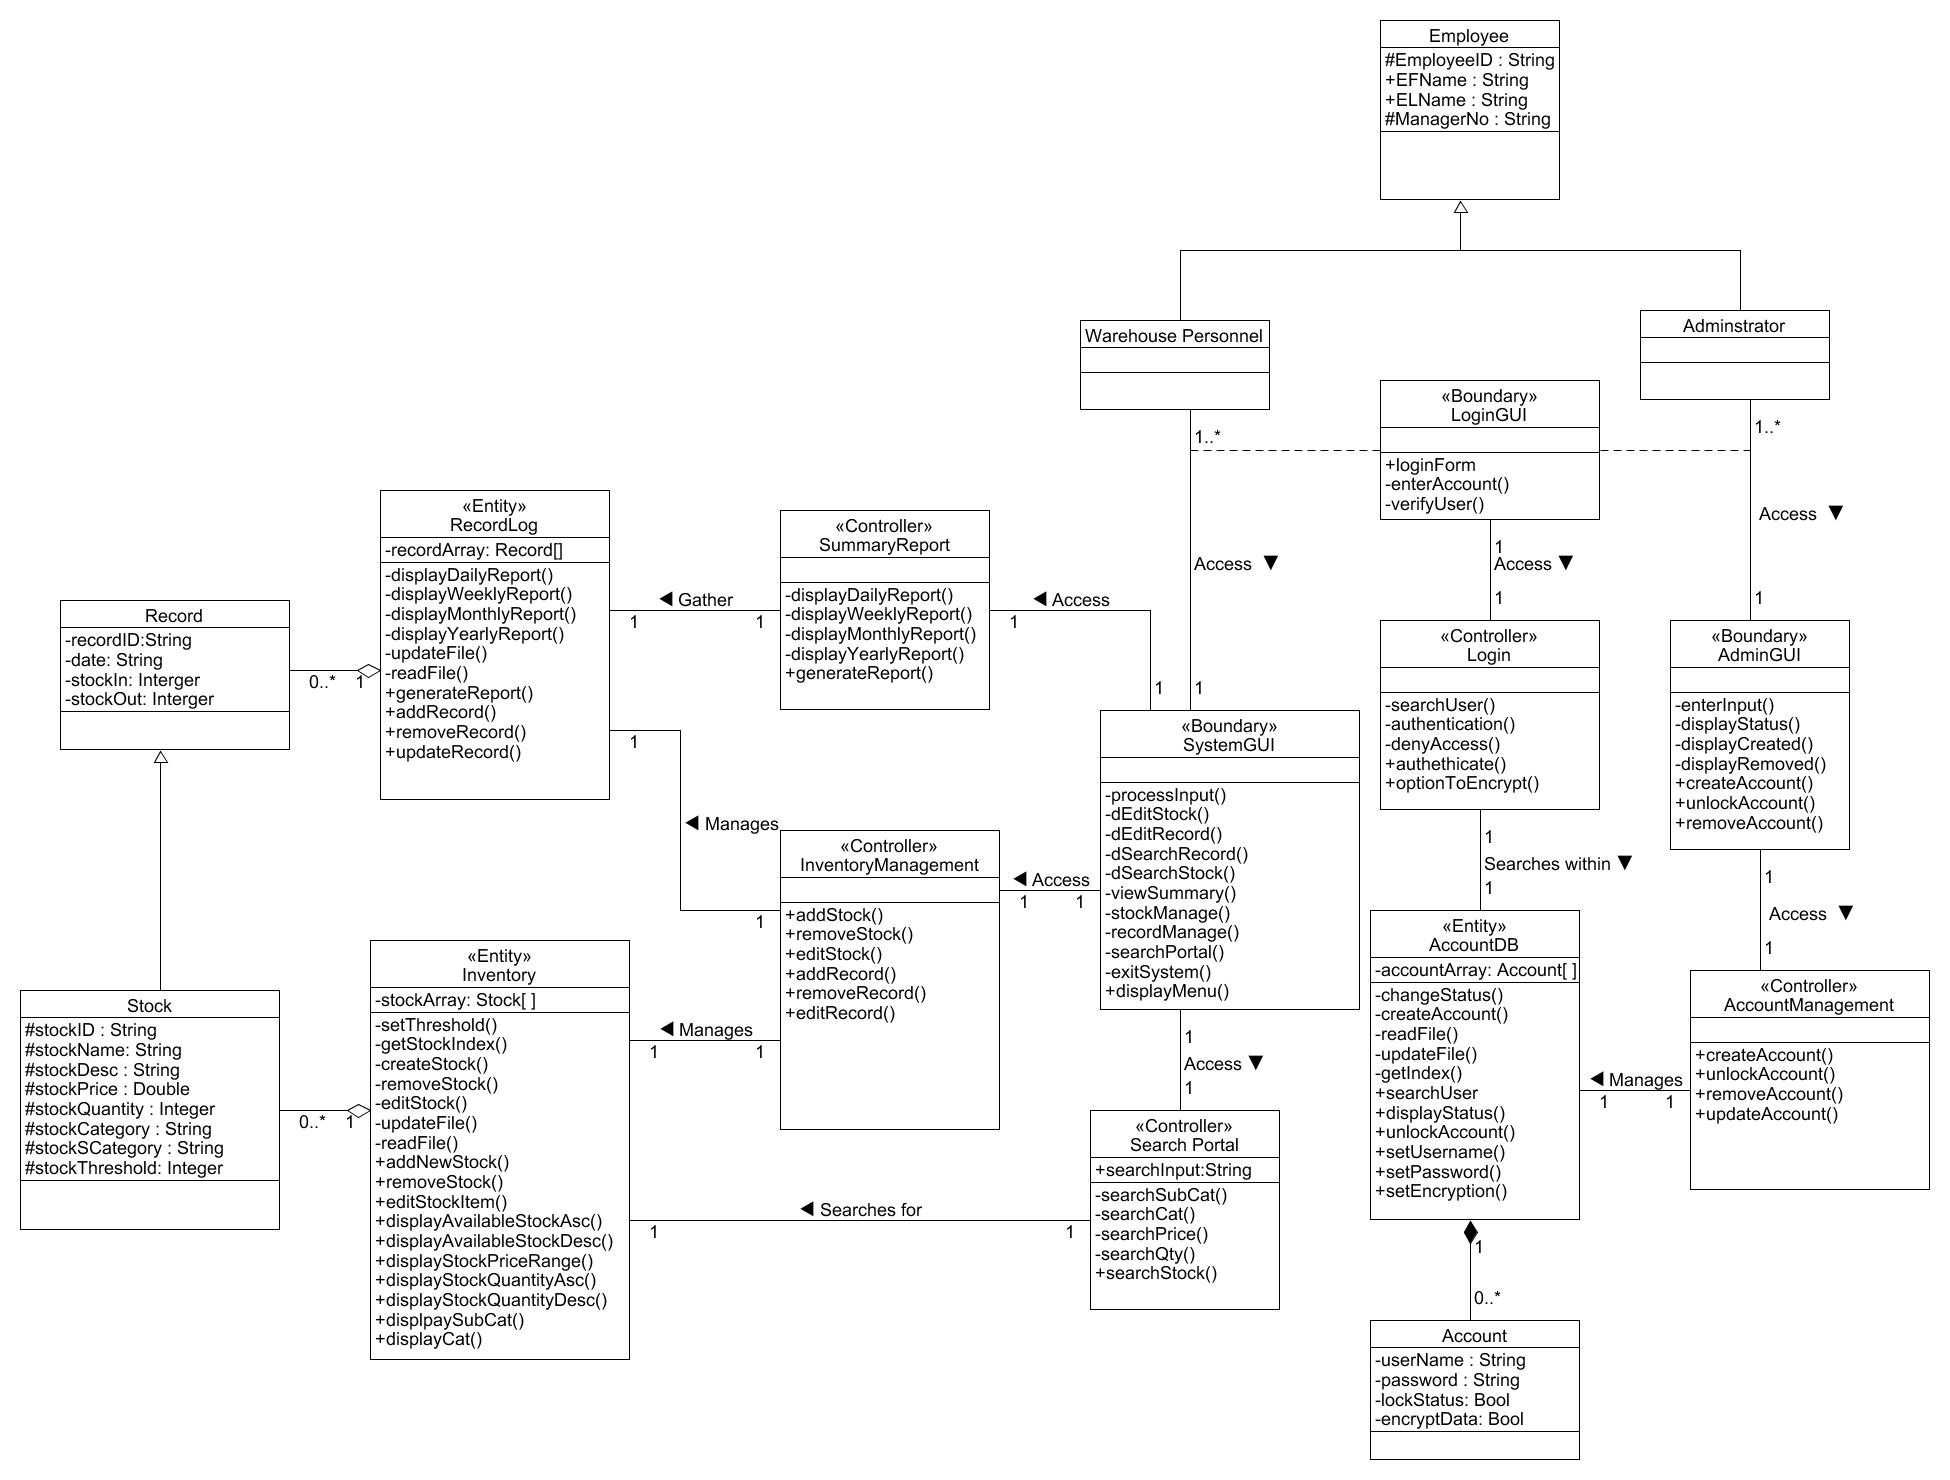 Employee
#EmployeeID : String
+EFName : String
+ELName : String
#ManagerNo : String
Warehouse Personnel
Adminstrator
1..*
1..*
«Boundary»
LoginGUI
+loginForm
-enterAccount()
-verifyUser()
Access ▼
Access ▼
1
Access ▼
1
1
1
«Entity»
RecordLog
-recordArray: Record[]
-displayDailyReport()
-displayWeeklyReport()
-displayMonthlyReport()
-displayYearlyReport()
-updateFile()
-readFile()
+generateReport()
+addRecord()
+removeRecord()
+updateRecord()
◀ Gather
1
1
«Controller»
SummaryReport
-displayDailyReport()
-displayWeeklyReport()
-displayMonthlyReport()
-displayYearlyReport()
+generateReport()
◀ Access
1
1
Record
-recordID:String
-date: String
-stockIn: Interger
-stockOut: Interger
0..*
1
«Controller»
Login
-searchUser()
-authentication()
-denyAccess()
+authethicate()
+optionToEncrypt()
«Boundary»
AdminGUI
-enterInput()
-displayStatus()
-displayCreated()
-displayRemoved()
+createAccount()
+unlockAccount()
+removeAccount()
«Boundary»
SystemGUI
-processInput()
-dEditStock()
-dEditRecord()
-dSearchRecord()
-dSearchStock()
-viewSummary()
-stockManage()
-recordManage()
-searchPortal()
-exitSystem()
+displayMenu()
1
◀ Manages
1
«Controller»
InventoryManagement
+addStock()
+removeStock()
+editStock()
+addRecord()
+removeRecord()
+editRecord()
◀ Access
1
1
1
Searches within ▼
1
1
Access ▼
1
«Entity»
Inventory
-stockArray: Stock[ ]
-setThreshold()
-getStockIndex()
-createStock()
-removeStock()
-editStock()
-updateFile()
-readFile()
+addNewStock()
+removeStock()
+editStockItem()
+displayAvailableStockAsc()
+displayAvailableStockDesc()
+displayStockPriceRange()
+displayStockQuantityAsc()
+displayStockQuantityDesc()
+displpaySubCat()
+displayCat()
◀ Manages
1
1
Stock
#stockID : String
#stockName: String
#stockDesc : String
#stockPrice : Double
#stockQuantity : Integer
#stockCategory : String
#stockSCategory : String
#stockThreshold: Integer
0..*
1
1
Access ▼
1
«Controller»
Search Portal
+searchInput:String
-searchSubCat()
-searchCat()
-searchPrice()
-searchQty()
+searchStock()
◀ Searches for
1
1
«Entity»
AccountDB
-accountArray: Account[ ]
-changeStatus()
-createAccount()
-readFile()
-updateFile()
-getIndex()
+searchUser
+displayStatus()
+unlockAccount()
+setUsername()
+setPassword()
+setEncryption()
◀ Manages
1
1
«Controller»
AccountManagement
+createAccount()
+unlockAccount()
+removeAccount()
+updateAccount()
1
0..*
Account
-userName : String
-password : String
-lockStatus: Bool
-encryptData: Bool